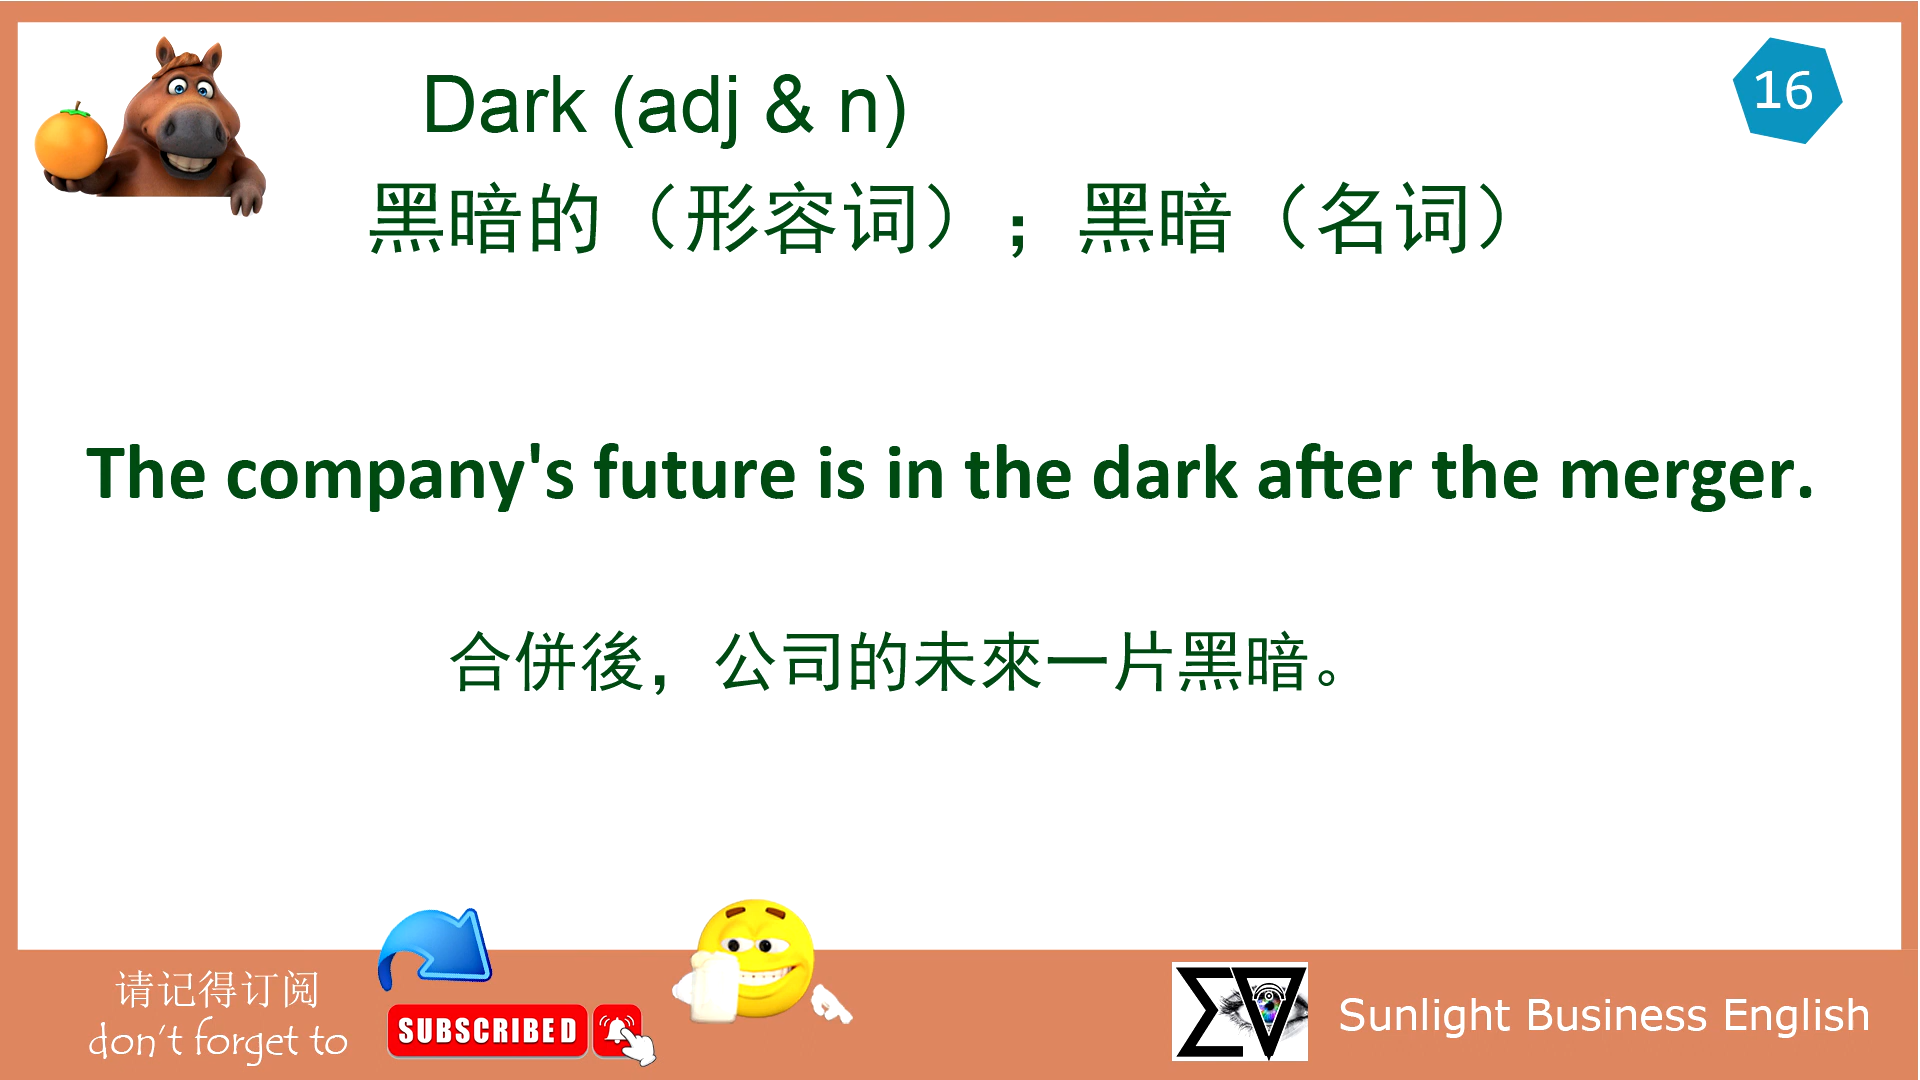 Dark (adj & n)
16
黑暗的（形容词）；黑暗（名词）
The company's future is in the dark after the merger.
合併後，公司的未來一片黑暗。
请记得订阅
don't forget to
SUBSCRIBED
Sunlight Business English